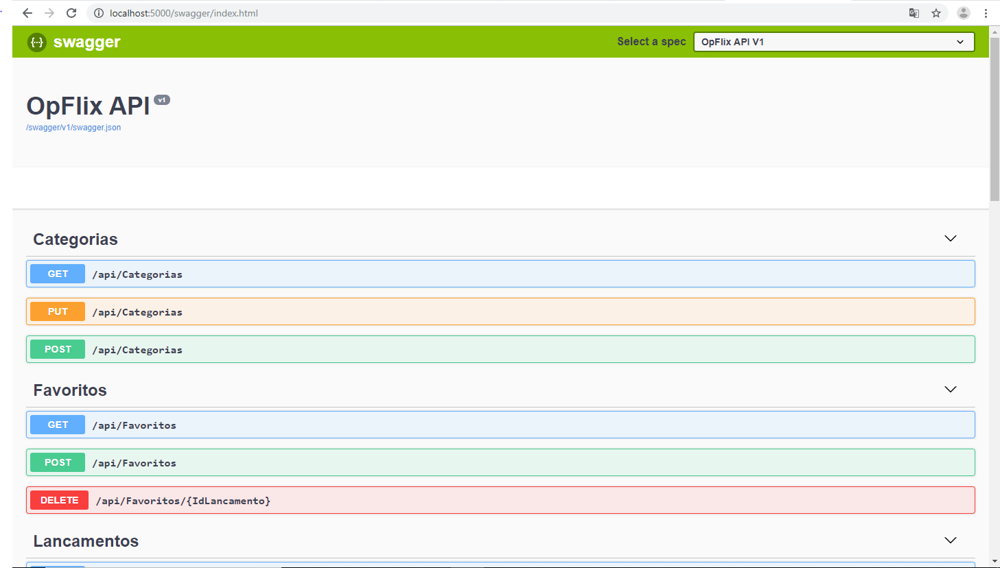 localhost:5000/swagger/index.html
{··} swagger
Select a spec
OpFlix API V1
OpFlix API v1
/swagger/v1/swagger.json
Categorias
GET /api/Categorias
PUT /api/Categorias
POST /api/Categorias
Favoritos
GET /api/Favoritos
POST /api/Favoritos
DELETE /api/Favoritos/{IdLancamento}
Lancamentos